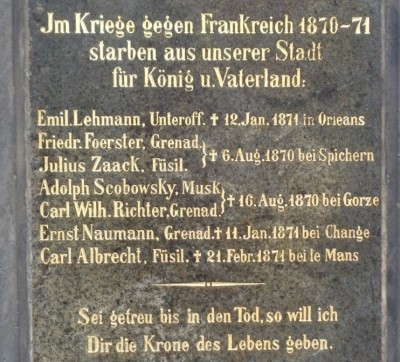 Jm Kriege gegen Frankreich 1870-71
starben aus unserer Stadt
für König u. Vaterland:
Emil. Lehmann, Unteroff. † 12. Jan. 1871 in Orleans
Friedr. Foerster, Grenad.
Julius Zaack, Füsil. } † 6. Aug. 1870 bei Spichern
Adolph Scobowsky, Musk.
Carl Wilh. Richter, Grenad. } † 16. Aug. 1870 bei Gorze
Ernst Naumann, Grenad. † 11. Jan. 1871 bei Change
Carl Albrecht, Füsil. † 21. Febr. 1871 bei le Mans
Sei getreu bis in den Tod, so will ich
Dir die Krone des Lebens geben.